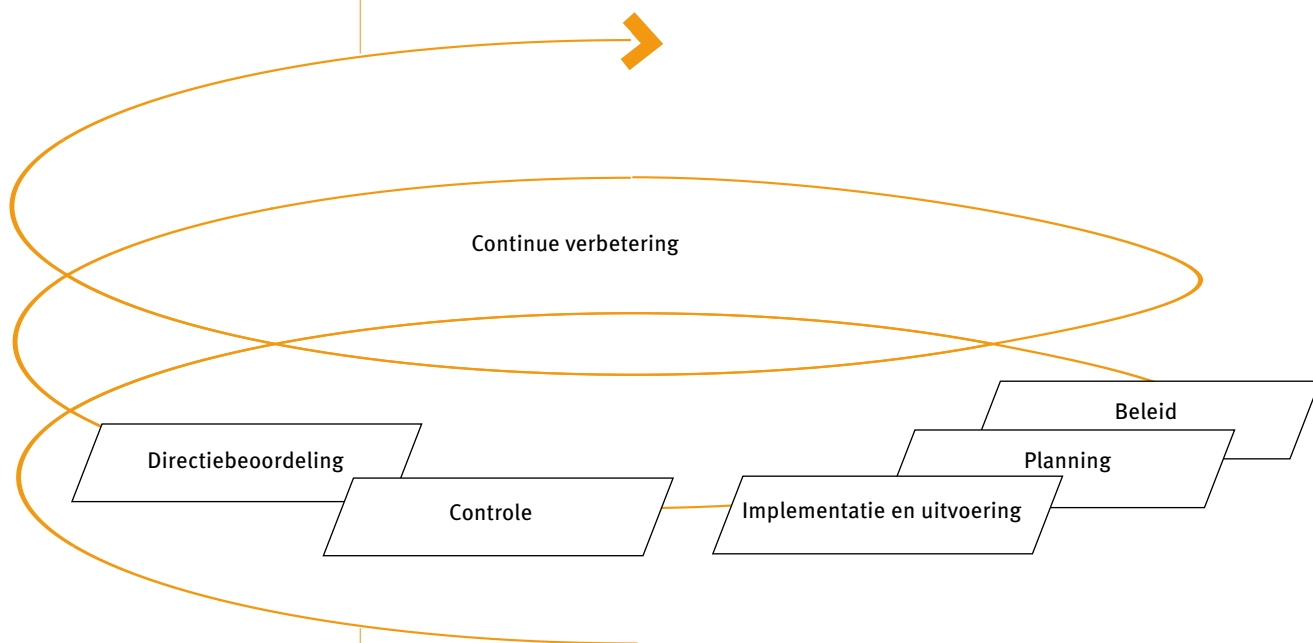 Continue verbetering
Beleid
Planning
Implementatie en uitvoering
Controle
Directiebeoordeling